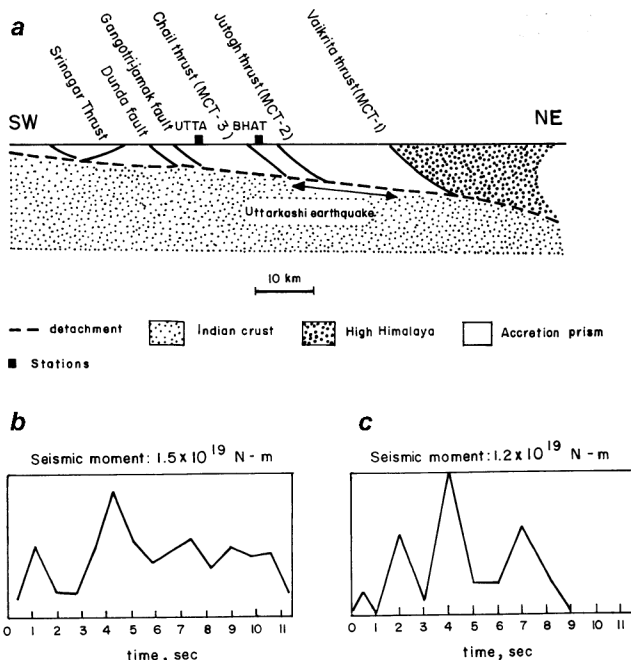 a
Srinagar Thrust
Dunda fault
Gangotri-jamak fault
Chail thrust (MCT-3)
Jutogh thrust (MCT-2)
Vaikrita thrust (MCT-1)
SW
UTTA
BHAT
NE
Uttarkashi earthquake
10 km
detachment
Indian crust
High Himalaya
Accretion prism
Stations
b
Seismic moment: 1.5 x 10^19 N-m
0 1 2 3 4 5 6 7 8 9 10 11
time, sec
c
Seismic moment: 1.2 x 10^19 N-m
0 1 2 3 4 5 6 7 8 9 10 11
time, sec